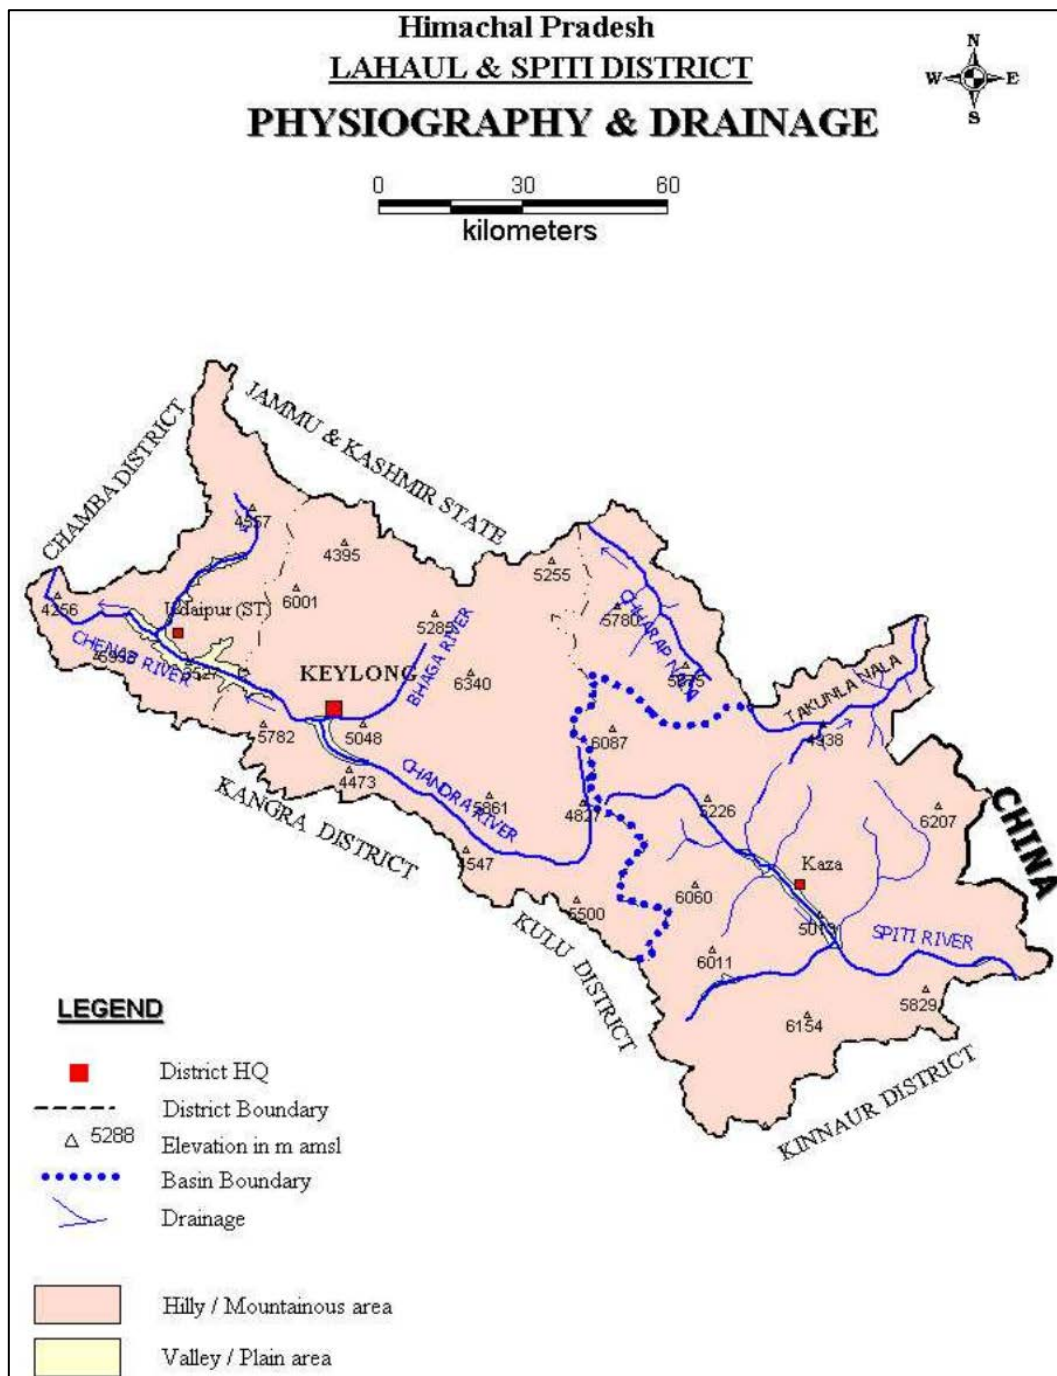 Himachal Pradesh
LAHAUL & SPITI DISTRICT
PHYSIOGRAPHY & DRAINAGE
N
W E
S
0 30 60
kilometers
CHAMBA DISTRICT
JAMMU & KASHMIR STATE
4557
4395
5255
6001
4256
Udaipur (ST)
5285
5780
CHHARAP NALA
CHENAB RIVER
KEYLONG
BHAGA RIVER
6340
TAKUNLA NALA
5782
5048
6087
4938
4473
KANGRA DISTRICT
CHANDRA RIVER
5861
4827
5226
6207
CHINA
4547
Kaza
6060
5500
KULU DISTRICT
SPITI RIVER
6011
5829
6154
KINNAUR DISTRICT
LEGEND
District HQ
District Boundary
5288 Elevation in m amsl
Basin Boundary
Drainage
Hilly / Mountainous area
Valley / Plain area